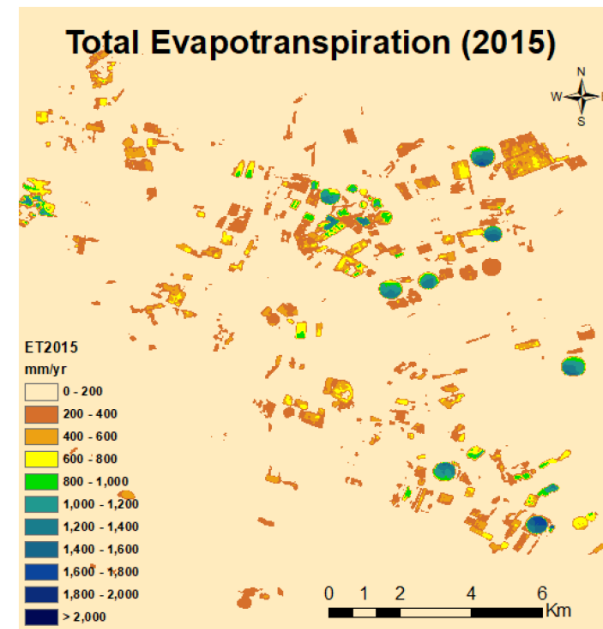 Total Evapotranspiration (2015)
N
W
S
ET2015
mm/yr
0 - 200
200 - 400
400 - 600
600 - 800
800 - 1,000
1,000 - 1,200
1,200 - 1,400
1,400 - 1,600
1,600 - 1,800
1,800 - 2,000
> 2,000
0 1 2 4 6
Km